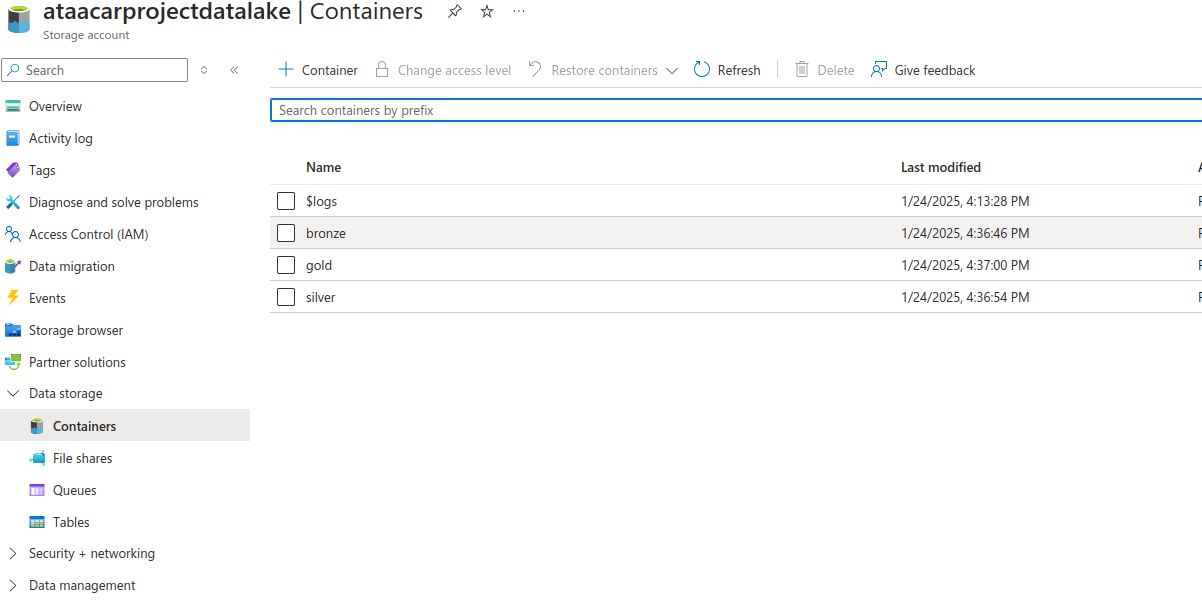 ataacarprojectdatalake | Containers
Storage account
Search
Container
Change access level
Restore containers
Refresh
Delete
Give feedback
Search containers by prefix
Overview
Activity log
Tags
Diagnose and solve problems
Access Control (IAM)
Data migration
Events
Storage browser
Partner solutions
Data storage
Containers
File shares
Queues
Tables
Security + networking
Data management
Name Last modified
$logs 1/24/2025, 4:13:28 PM
bronze 1/24/2025, 4:36:46 PM
gold 1/24/2025, 4:37:00 PM
silver 1/24/2025, 4:36:54 PM